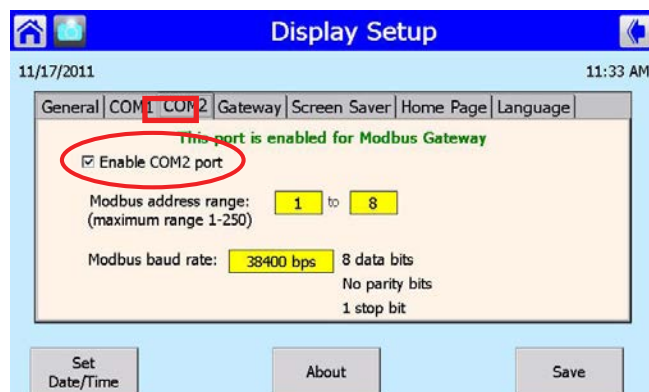 Display Setup
11/17/2011 11:33 AM
General COM1 COM2 Gateway Screen Saver Home Page Language
This port is enabled for Modbus Gateway
Enable COM2 port
Modbus address range: 1 to 8
(maximum range 1-250)
Modbus baud rate: 38400 bps 8 data bits
No parity bits
1 stop bit
Set
Date/Time
About
Save